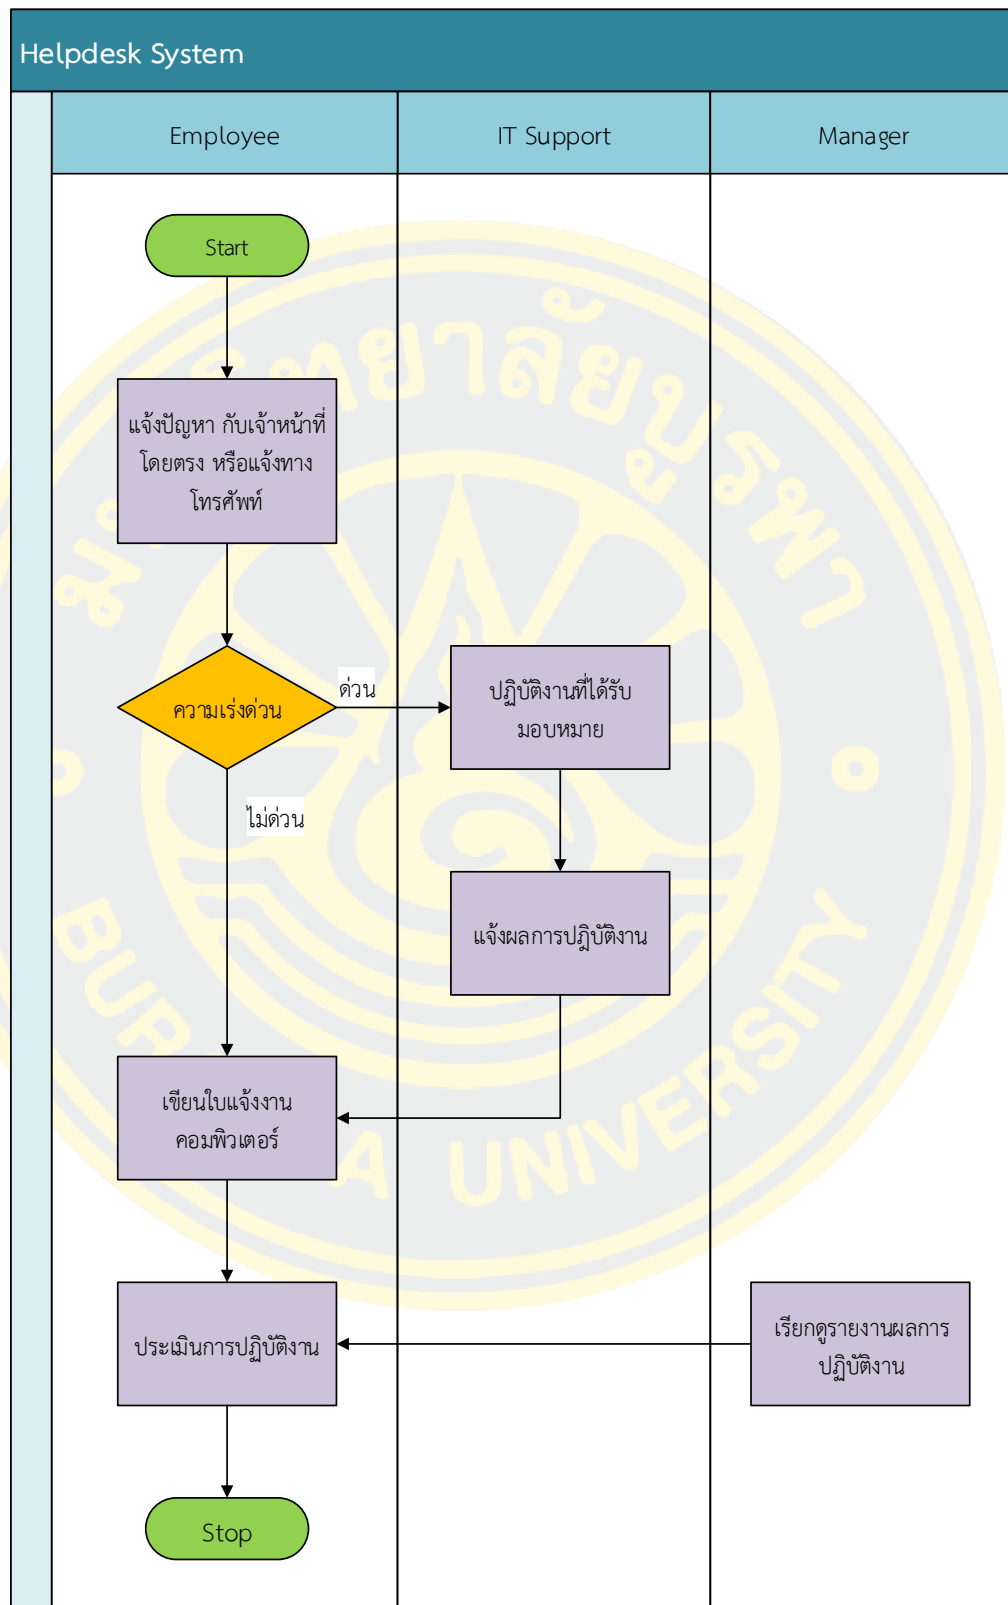 Helpdesk System
Employee
IT Support
Manager
Start
แจ้งปัญหา กับเจ้าหน้าที่
โดยตรง หรือแจ้งทาง
โทรศัพท์
ความเร่งด่วน
ด่วน
ปฏิบัติงานที่ได้รับ
มอบหมาย
ไม่ด่วน
แจ้งผลการปฎิบัติงาน
เขียนใบแจ้งงาน
คอมพิวเตอร์
ประเมินการปฏิบัติงาน
เรียกดูรายงานผลการ
ปฏิบัติงาน
Stop
UNIVERSITY